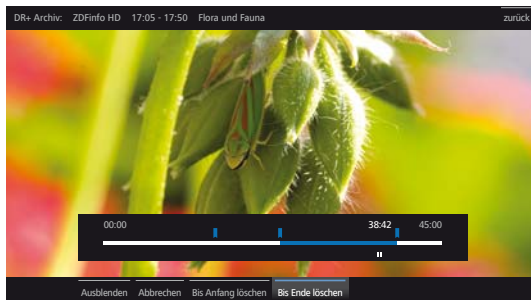 DR+ Archiv: ZDFinfo HD 17:05 - 17:50 Flora und Fauna zurück
00:00 38:42 45:00
Ausblenden Abbrechen Bis Anfang löschen Bis Ende löschen